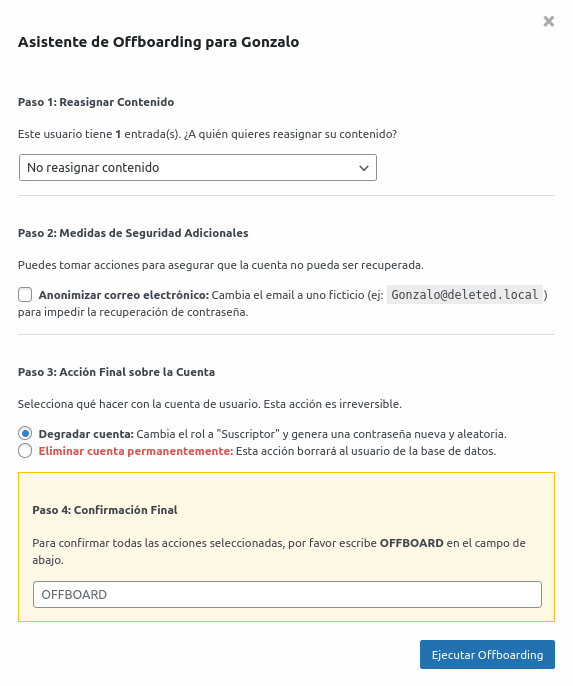 Asistente de Offboarding para Gonzalo
Paso 1: Reasignar Contenido
Este usuario tiene 1 entrada(s). ¿A quién quieres reasignar su contenido?
No reasignar contenido
Paso 2: Medidas de Seguridad Adicionales
Puedes tomar acciones para asegurar que la cuenta no pueda ser recuperada.
Anonimizar correo electrónico: Cambia el email a uno ficticio (ej: Gonzalo@deleted.local )
para impedir la recuperación de contraseña.
Paso 3: Acción Final sobre la Cuenta
Selecciona qué hacer con la cuenta de usuario. Esta acción es irreversible.
Degradar cuenta: Cambia el rol a "Suscriptor" y genera una contraseña nueva y aleatoria.
Eliminar cuenta permanentemente: Esta acción borrará al usuario de la base de datos.
Paso 4: Confirmación Final
Para confirmar todas las acciones seleccionadas, por favor escribe OFFBOARD en el campo de
abajo.
OFFBOARD
Ejecutar Offboarding